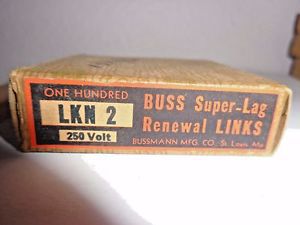 ONE HUNDRED
LKN 2
250 Volt
BUSS Super-Lag
Renewal LINKS
BUSSMANN MFG. CO., St. Louis, Mo.